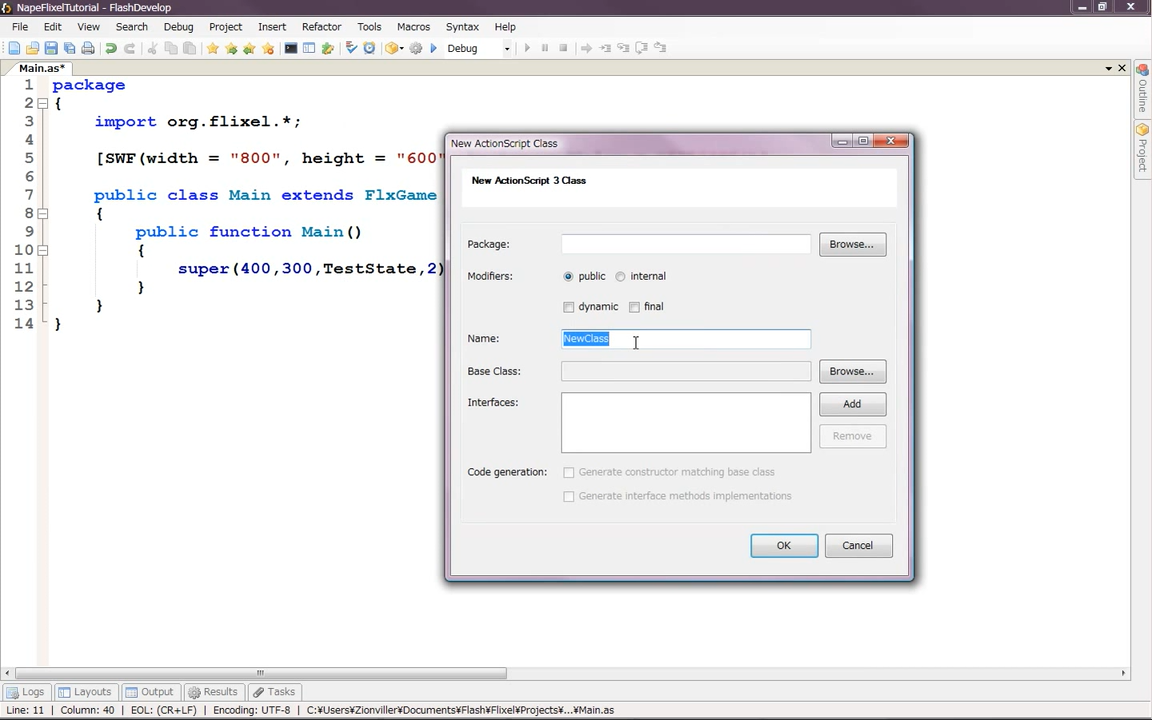 NapeFlixelTutorial - FlashDevelop
File Edit View Search Debug Project Insert Refactor Tools Macros Syntax Help
Debug
Main.as*
1 package
2 {
3 import org.flixel.*;
4
5 [SWF(width = "800", height = "600"
6
7 public class Main extends FlxGame
8 {
9 public function Main()
10 {
11 super(400,300,TestState,2)
12 }
13 }
14 }
Outline
Project
New ActionScript Class
New ActionScript 3 Class
Package: Browse...
Modifiers: public internal
dynamic final
Name: NewClass
Base Class: Browse...
Interfaces: Add
Remove
Code generation: Generate constructor matching base class
Generate interface methods implementations
OK Cancel
Logs Layouts Output Results Tasks
Line: 11 Column: 40 EOL: (CR+LF) Encoding: UTF-8 C:¥Users¥Zionviller¥Documents¥Flash¥Flixel¥Projects¥...¥Main.as